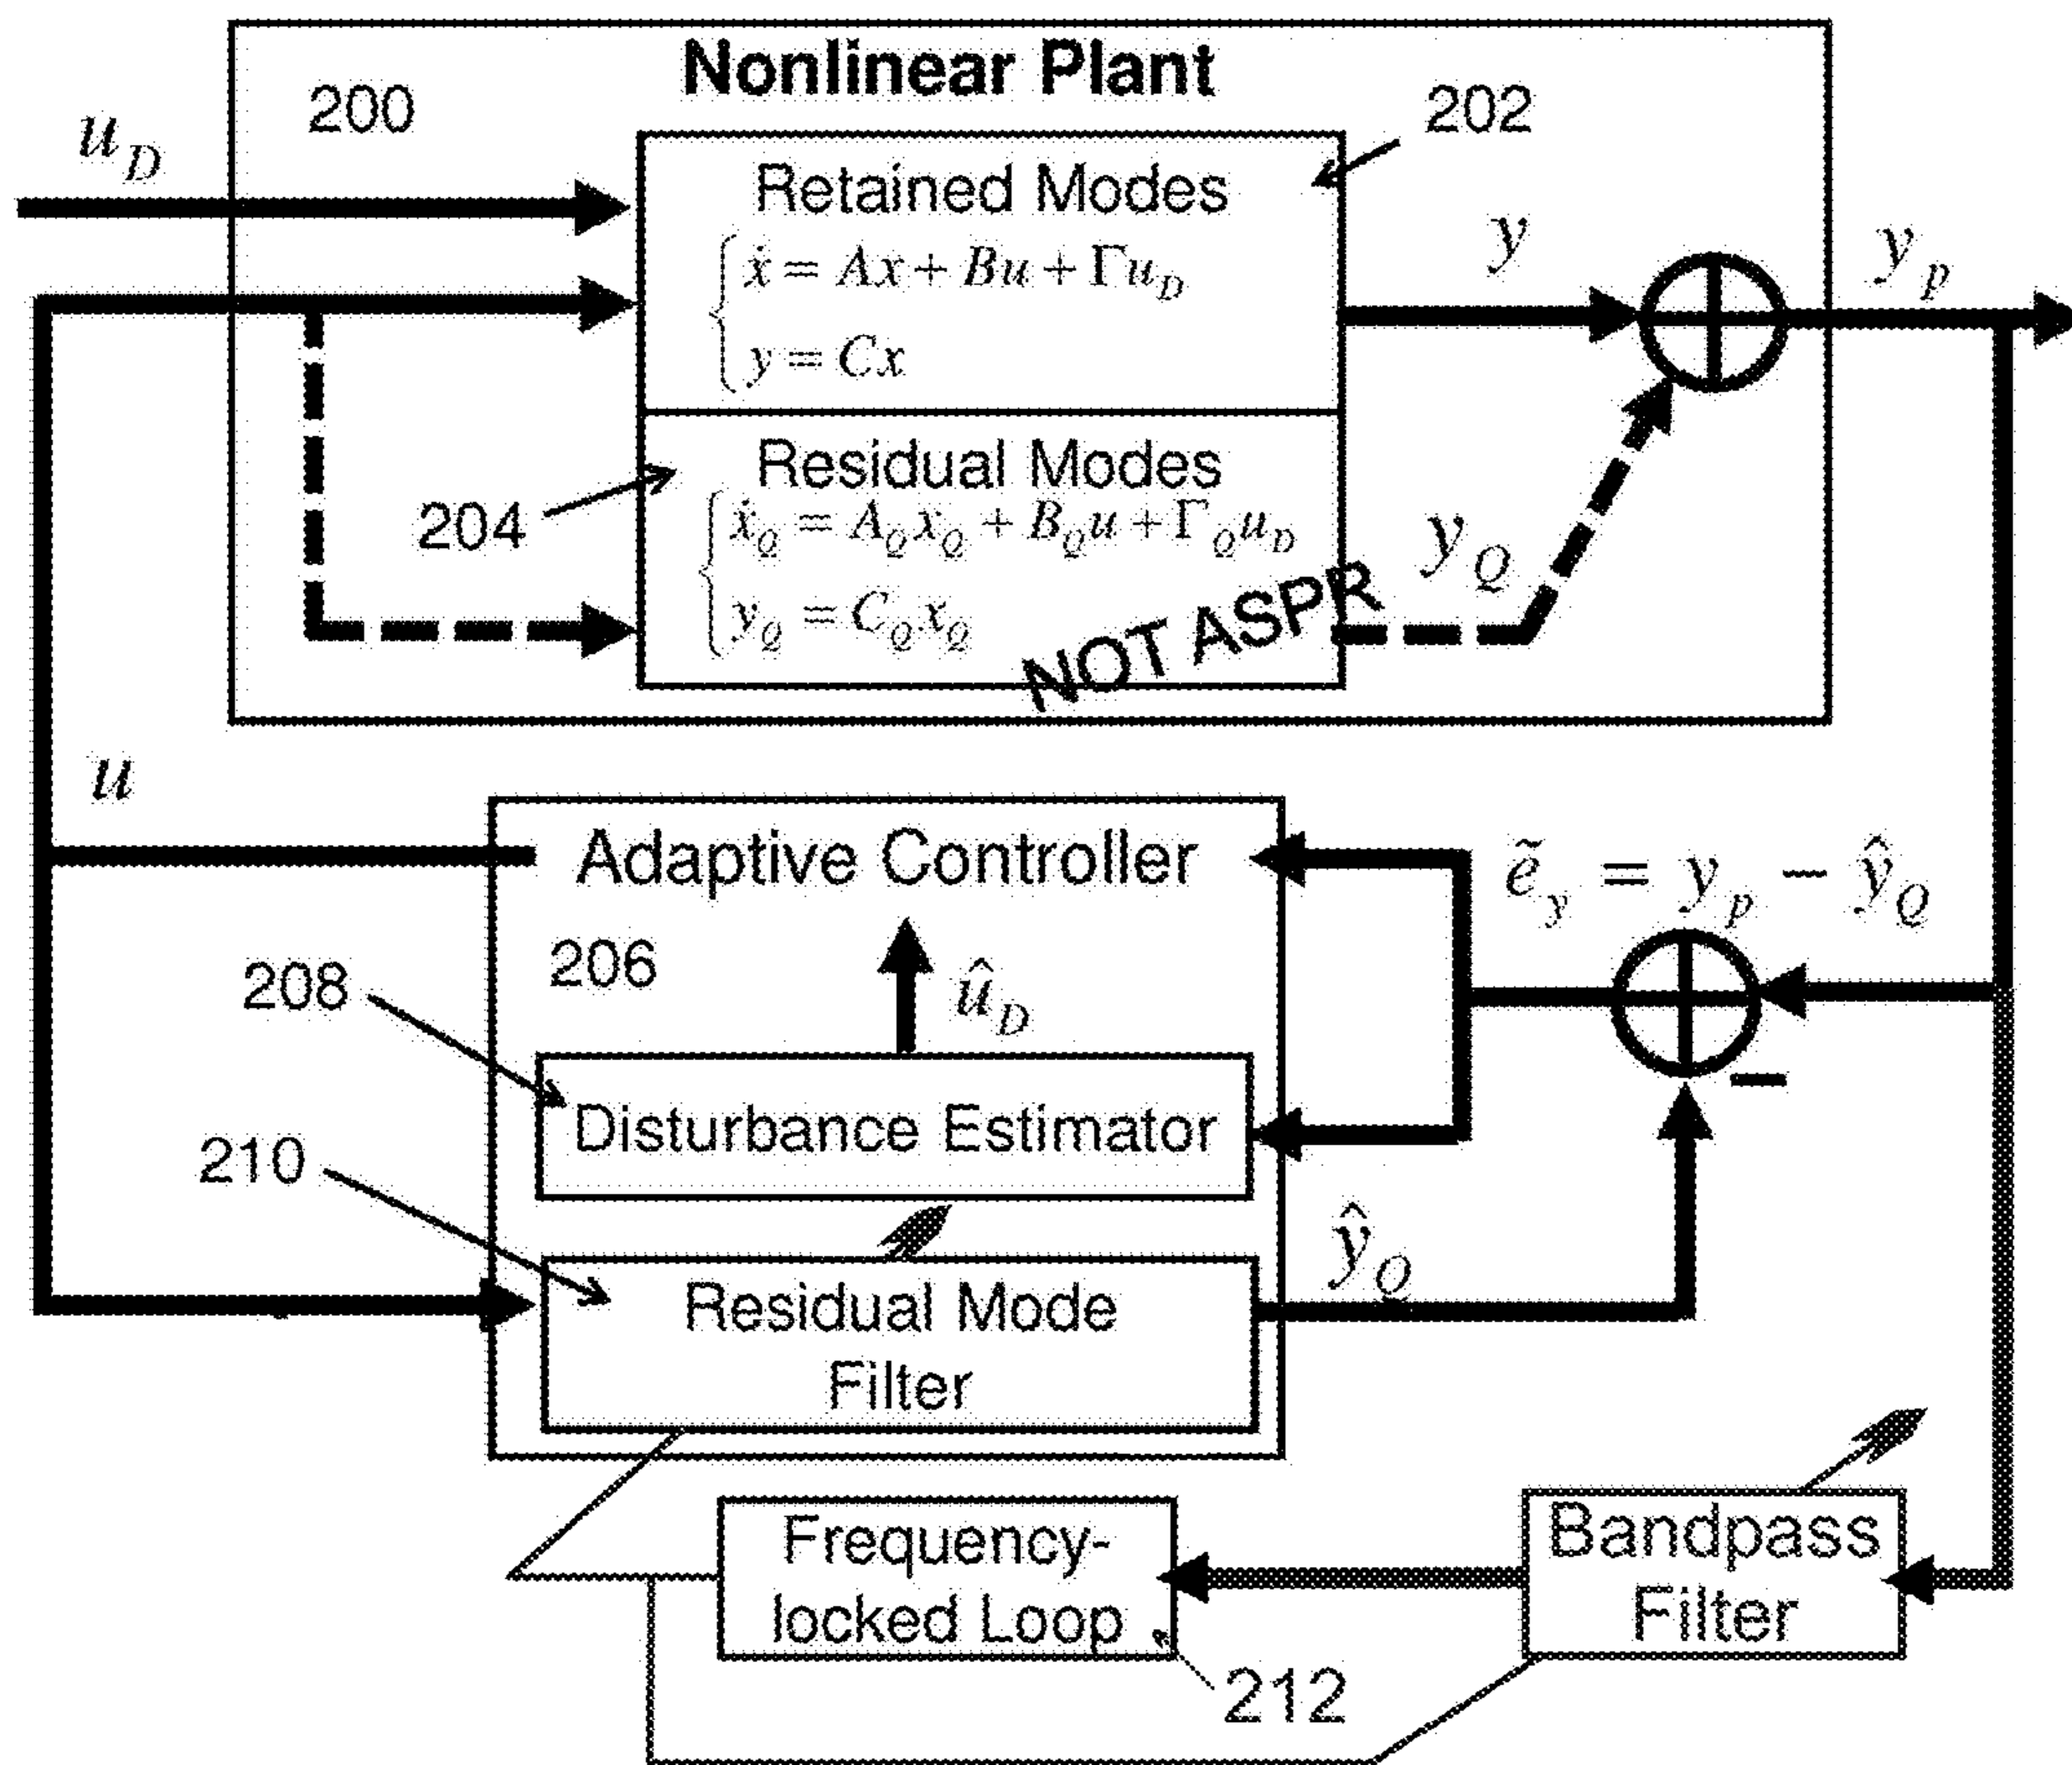 Nonlinear Plant
200
202
u_D
Retained Modes
ẋ = Ax + Bu + Γu_D
y = Cx
y
y_p
Residual Modes
204
ẋ_Q = A_Q x_Q + B_Q u + Γ_Q u_D
y_Q = C_Q x_Q
NOT ASPR
y_Q
u
Adaptive Controller
ẽ_y = y_p − ŷ_Q
206
208
û_D
−
Disturbance Estimator
210
ŷ_Q
Residual Mode
Filter
Frequency-
locked Loop
Bandpass
Filter
212